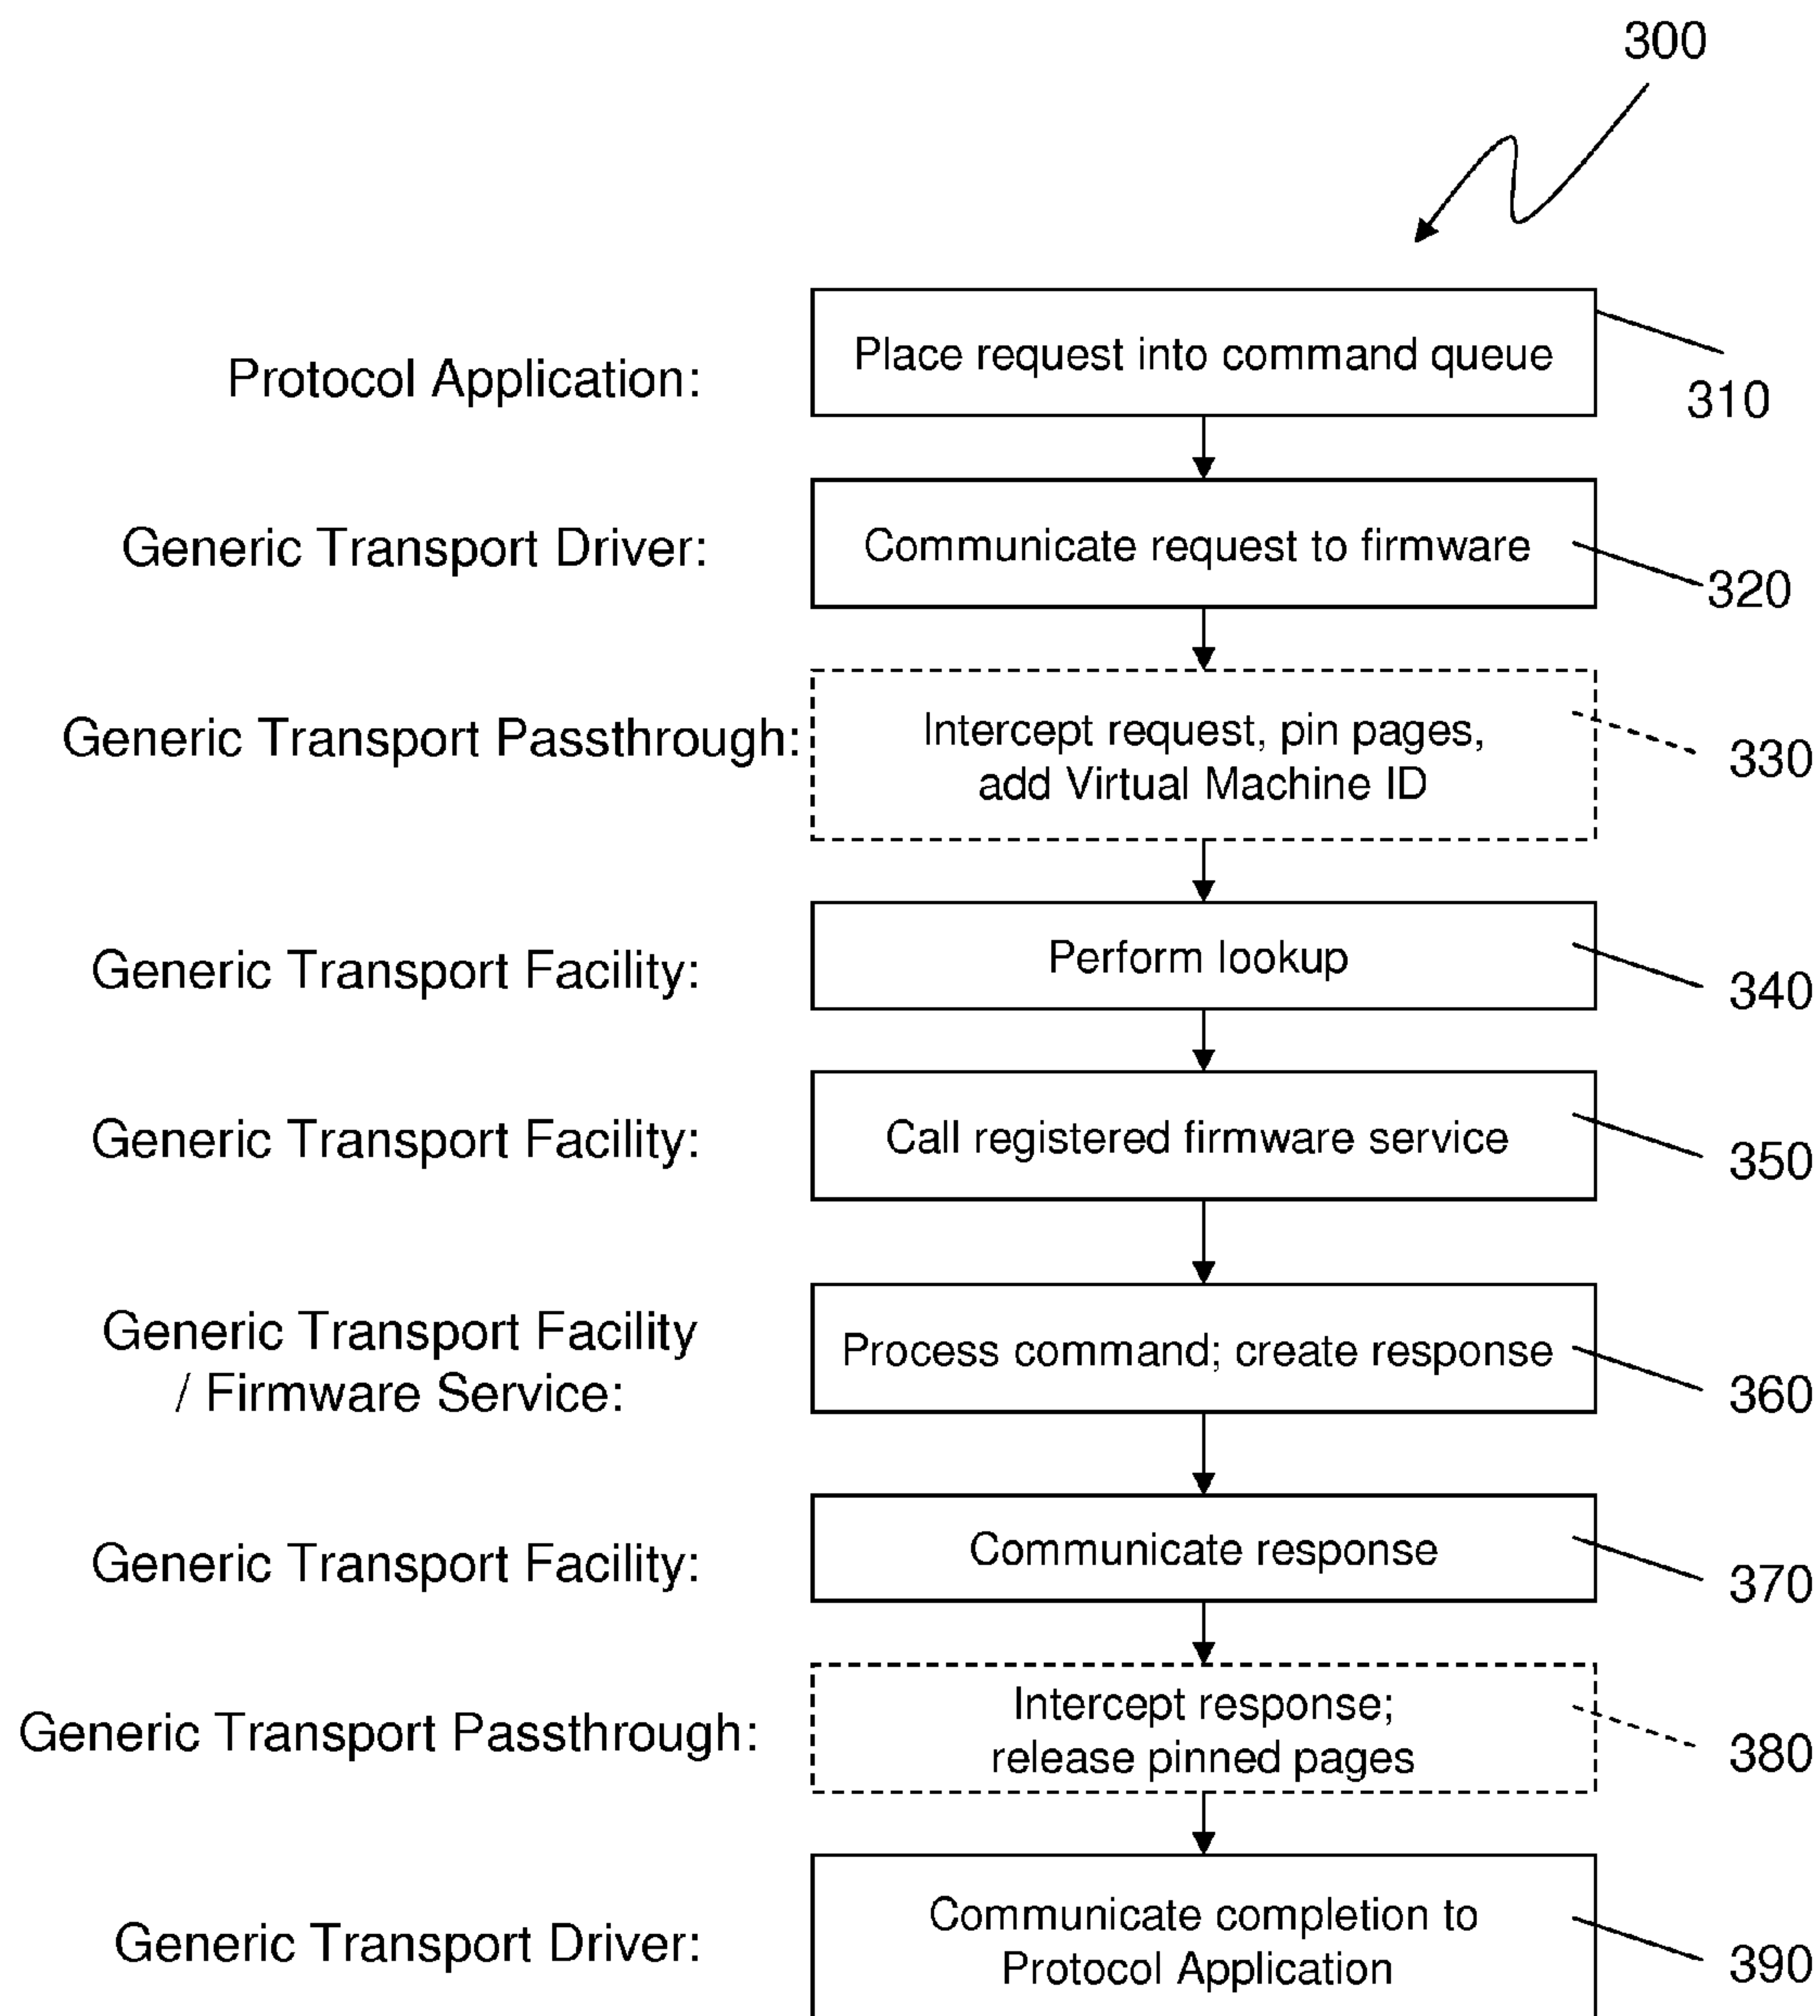 300
Protocol Application:
Place request into command queue
310
Generic Transport Driver:
Communicate request to firmware
320
Generic Transport Passthrough:
Intercept request, pin pages,
add Virtual Machine ID
330
Generic Transport Facility:
Perform lookup
340
Generic Transport Facility:
Call registered firmware service
350
Generic Transport Facility
/ Firmware Service:
Process command; create response
360
Generic Transport Facility:
Communicate response
370
Generic Transport Passthrough:
Intercept response;
release pinned pages
380
Generic Transport Driver:
Communicate completion to
Protocol Application
390